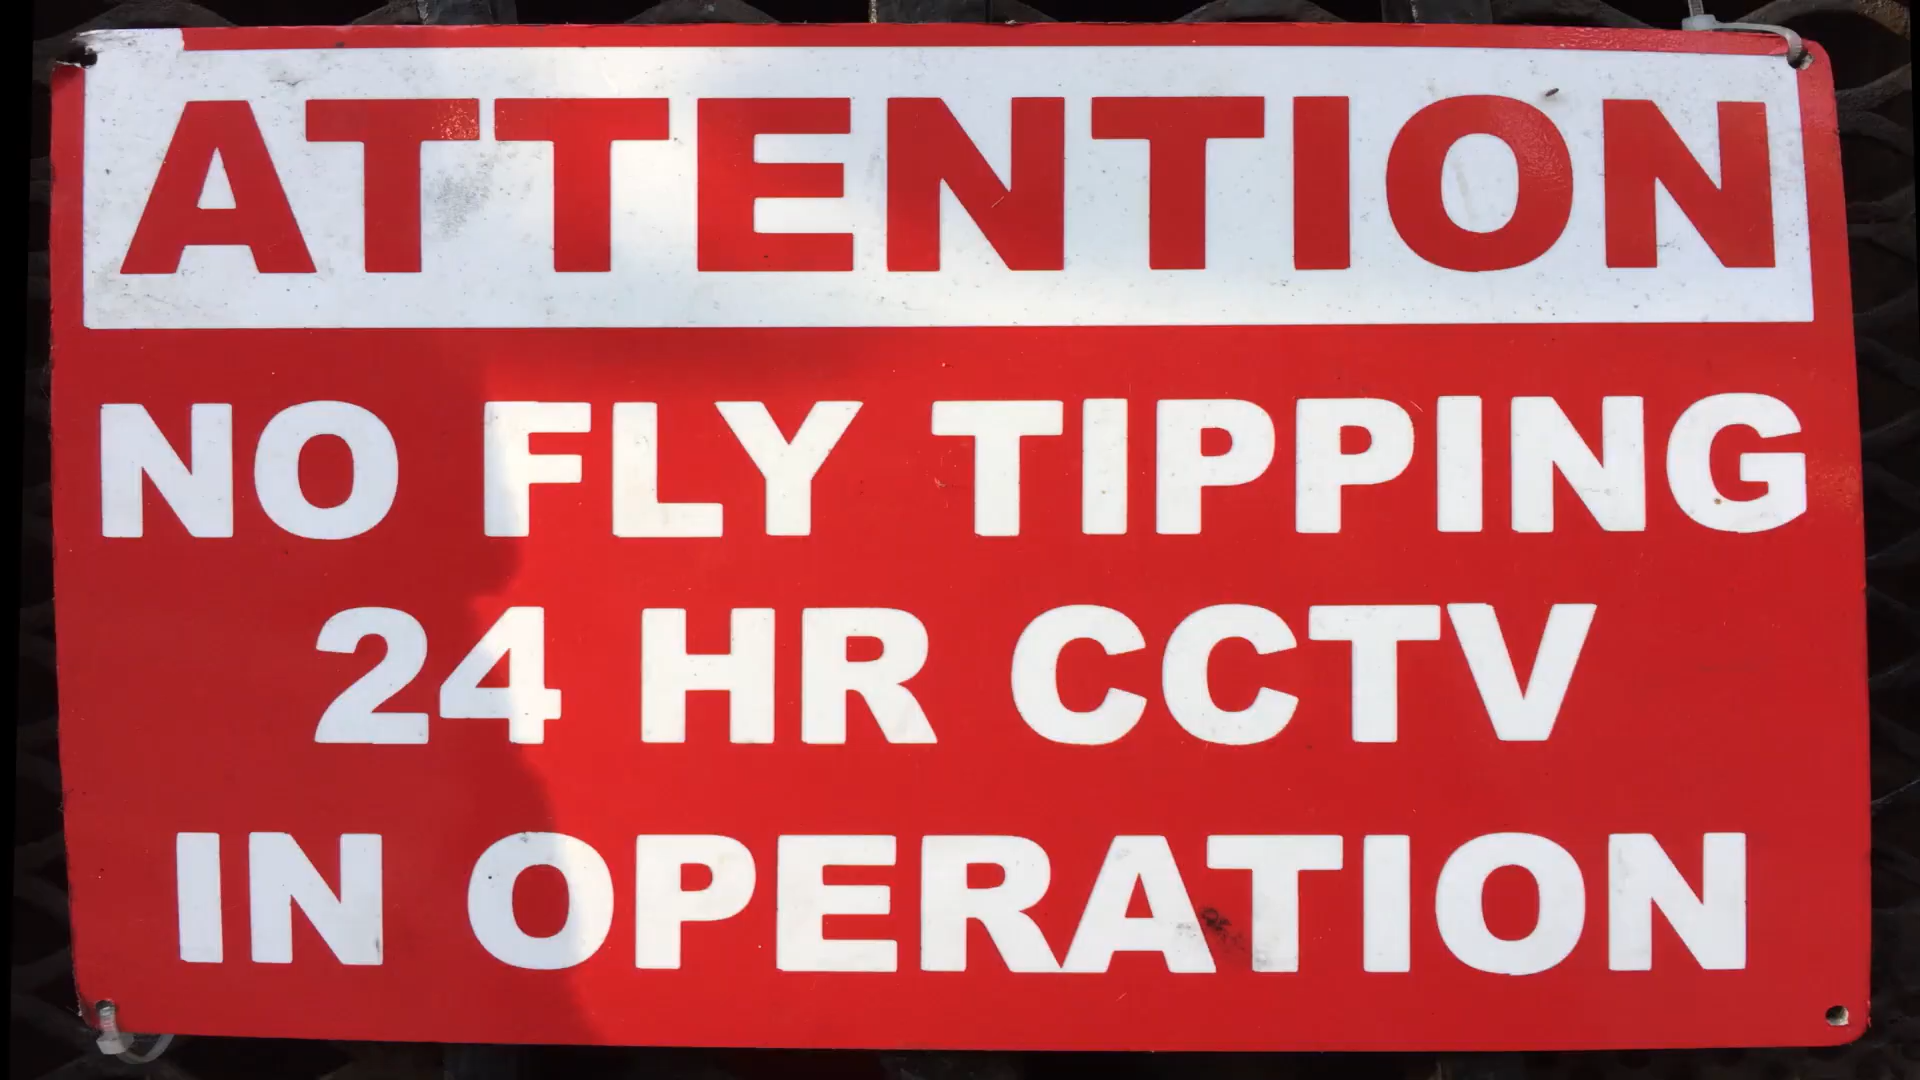 ATTENTION
NO FLY TIPPING
24 HR CCTV
IN OPERATION